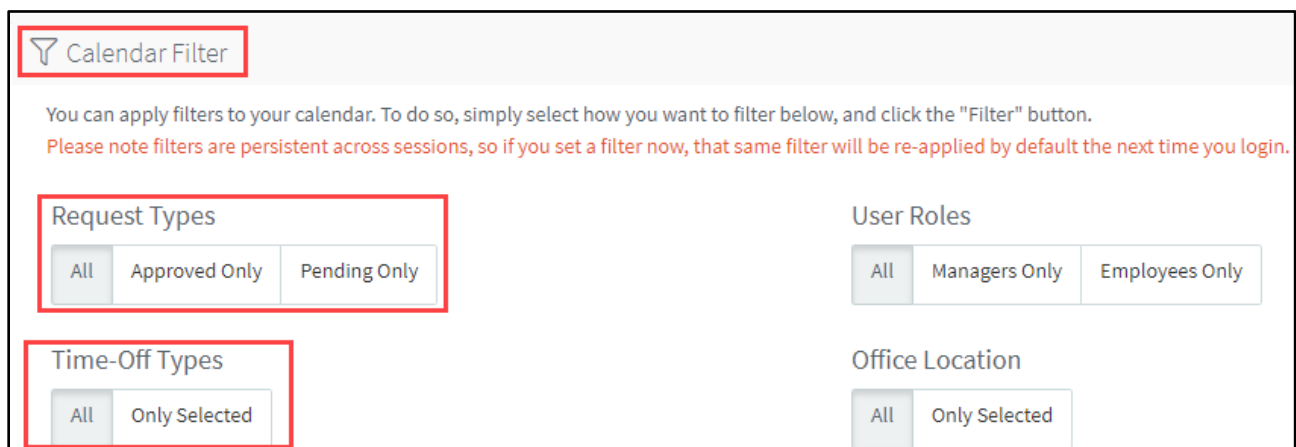 Calendar Filter
You can apply filters to your calendar. To do so, simply select how you want to filter below, and click the "Filter" button.
Please note filters are persistent across sessions, so if you set a filter now, that same filter will be re-applied by default the next time you login.
Request Types
All Approved Only Pending Only
User Roles
All Managers Only Employees Only
Time-Off Types
All Only Selected
Office Location
All Only Selected